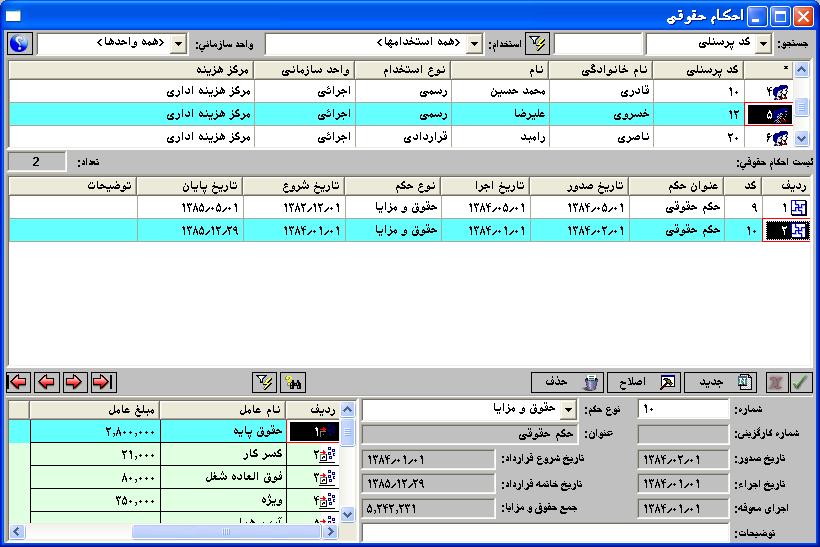 احکام حقوقی
جستجو: کد پرسنلی استخدام: <همه استخدامها> واحد سازماني: <همه واحدها>
* کد پرسنلی نام خانوادگی نام نوع استخدام واحد سازمانی مرکز هزینه
۴ ۱۰ قادری محمد حسین رسمی اجرائی مرکز هزینه اداری
۵ ۱۲ خسروی علیرضا رسمی اجرائی مرکز هزینه اداری
۶ ۲۰ ناصری رامبد قراردادی اجرائی مرکز هزینه اداری
ليست احکام حقوقي: تعداد: 2
ردیف کد عنوان حکم تاریخ صدور تاریخ اجرا نوع حکم تاریخ شروع تاریخ پایان توضیحات
۱ ۹ حکم حقوقی ۱۳۸۴/۰۵/۰۱ ۱۳۸۴/۰۵/۰۱ حقوق و مزایا ۱۳۸۲/۱۲/۰۱ ۱۳۸۵/۰۵/۰۱
۲ ۱۰ حکم حقوقی ۱۳۸۴/۰۲/۰۱ ۱۳۸۴/۰۱/۰۱ حقوق و مزایا ۱۳۸۴/۰۱/۰۱ ۱۳۸۵/۱۲/۲۹
جدید اصلاح حذف
شماره: ۱۰ نوع حکم: حقوق و مزایا
شماره کارگزینی: عنوان: حکم حقوقی
تاریخ صدور: ۱۳۸۴/۰۲/۰۱ تاریخ شروع قرارداد: ۱۳۸۴/۰۱/۰۱
تاریخ اجراء: ۱۳۸۴/۰۱/۰۱ تاریخ خاتمه قرارداد: ۱۳۸۵/۱۲/۲۹
اجرای معوقه: ۱۳۸۴/۰۱/۰۱ جمع حقوق و مزایا: ۵,۲۴۲,۲۳۱
توضیحات:
ردیف نام عامل مبلغ عامل
۱ حقوق پایه ۲,۸۰۰,۰۰۰
۲ کسر کار ۲۱,۰۰۰
۳ فوق العاده شغل ۸۰,۰۰۰
۴ ویژه ۳۵۰,۰۰۰